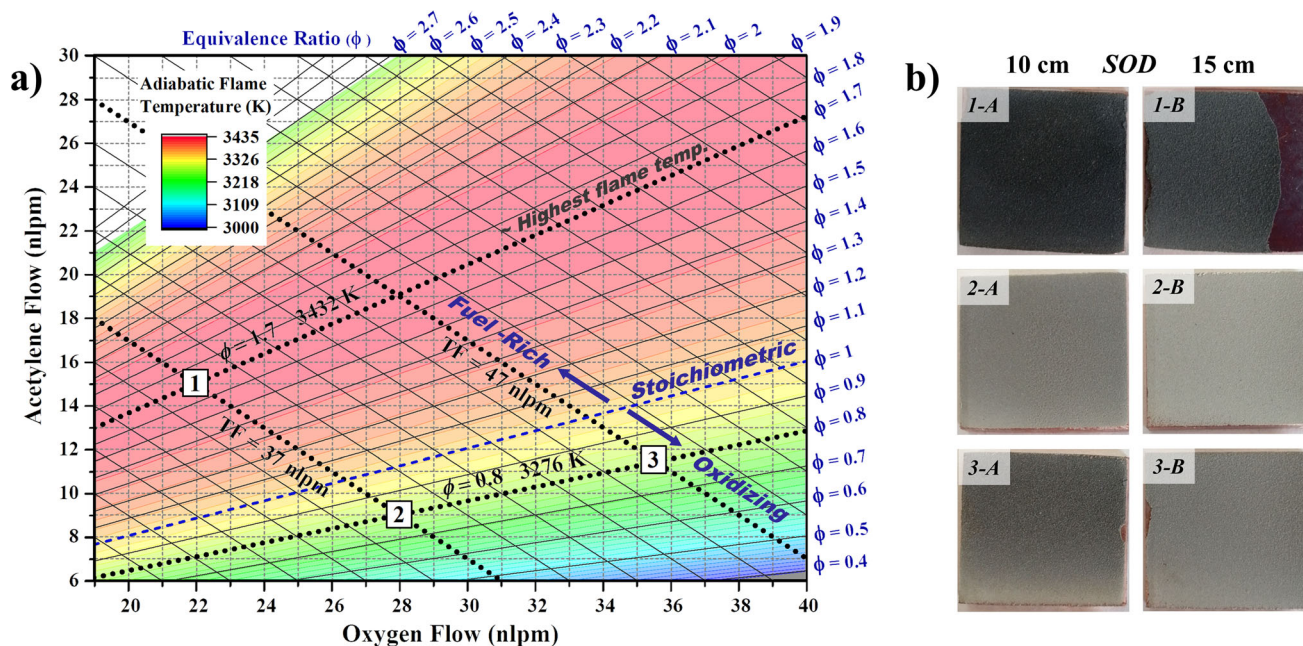 a)
Equivalence Ratio (ϕ)
ϕ = 2.7
ϕ = 2.6
ϕ = 2.5
ϕ = 2.4
ϕ = 2.3
ϕ = 2.2
ϕ = 2.1
ϕ = 2
ϕ = 1.9
ϕ = 1.8
ϕ = 1.7
ϕ = 1.6
ϕ = 1.5
ϕ = 1.4
ϕ = 1.3
ϕ = 1.2
ϕ = 1.1
ϕ = 1
ϕ = 0.9
ϕ = 0.8
ϕ = 0.7
ϕ = 0.6
ϕ = 0.5
ϕ = 0.4
Acetylene Flow (nlpm)
30
28
26
24
22
20
18
16
14
12
10
8
6
Adiabatic Flame
Temperature (K)
3435
3326
3218
3109
3000
~ Highest flame temp.
ϕ = 1.7 3432 K
Fuel -Rich
TF = 47 nlpm
Stoichiometric
1
TF = 37 nlpm
3
ϕ = 0.8 3276 K
Oxidizing
2
20
22
24
26
28
30
32
34
36
38
40
Oxygen Flow (nlpm)
b)
10 cm SOD 15 cm
1-A
1-B
2-A
2-B
3-A
3-B